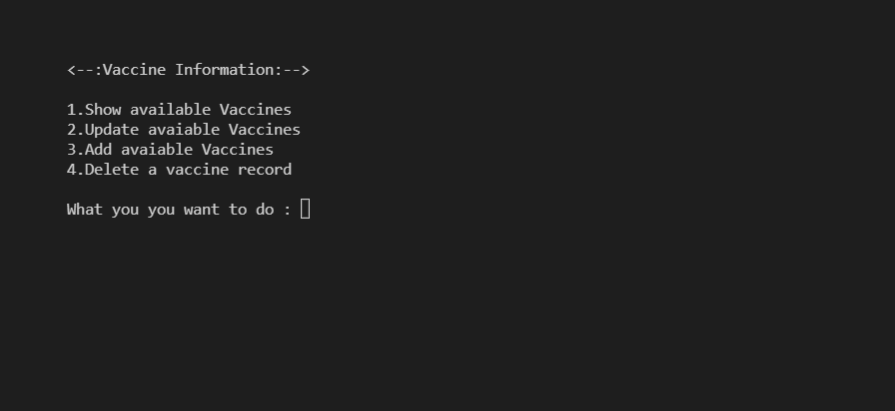 <--:Vaccine Information:-->
1.Show available Vaccines
2.Update avaiable Vaccines
3.Add avaiable Vaccines
4.Delete a vaccine record
What you you want to do :